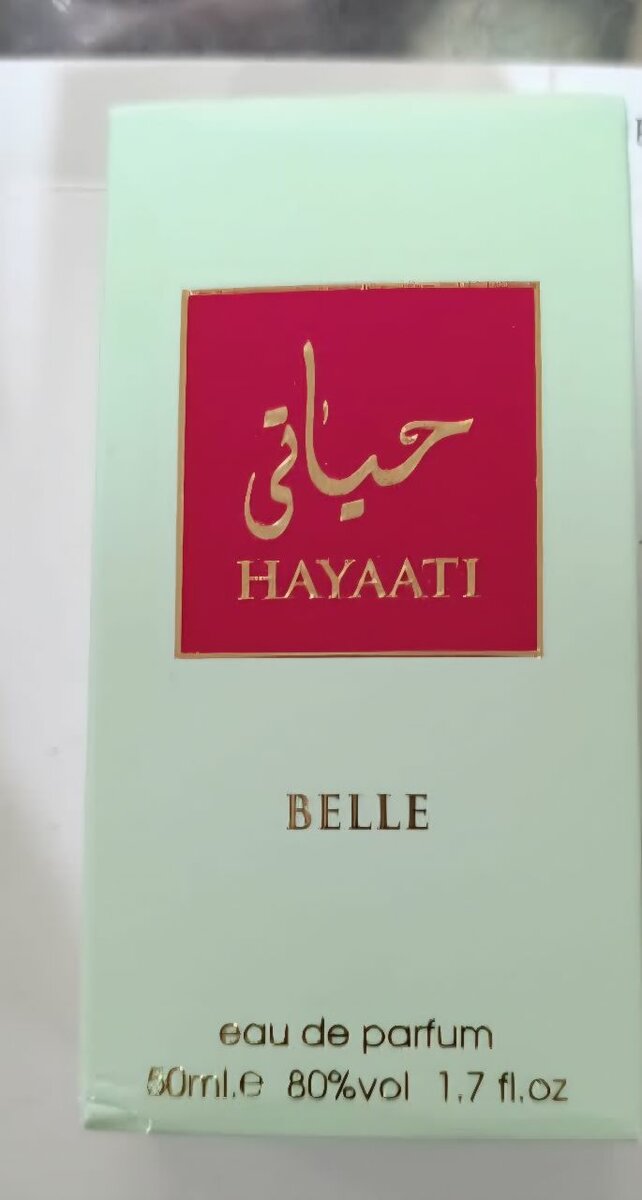 حياتي
HAYAATI
BELLE
eau de parfum
50ml.e 80%vol 1.7 fl.oz